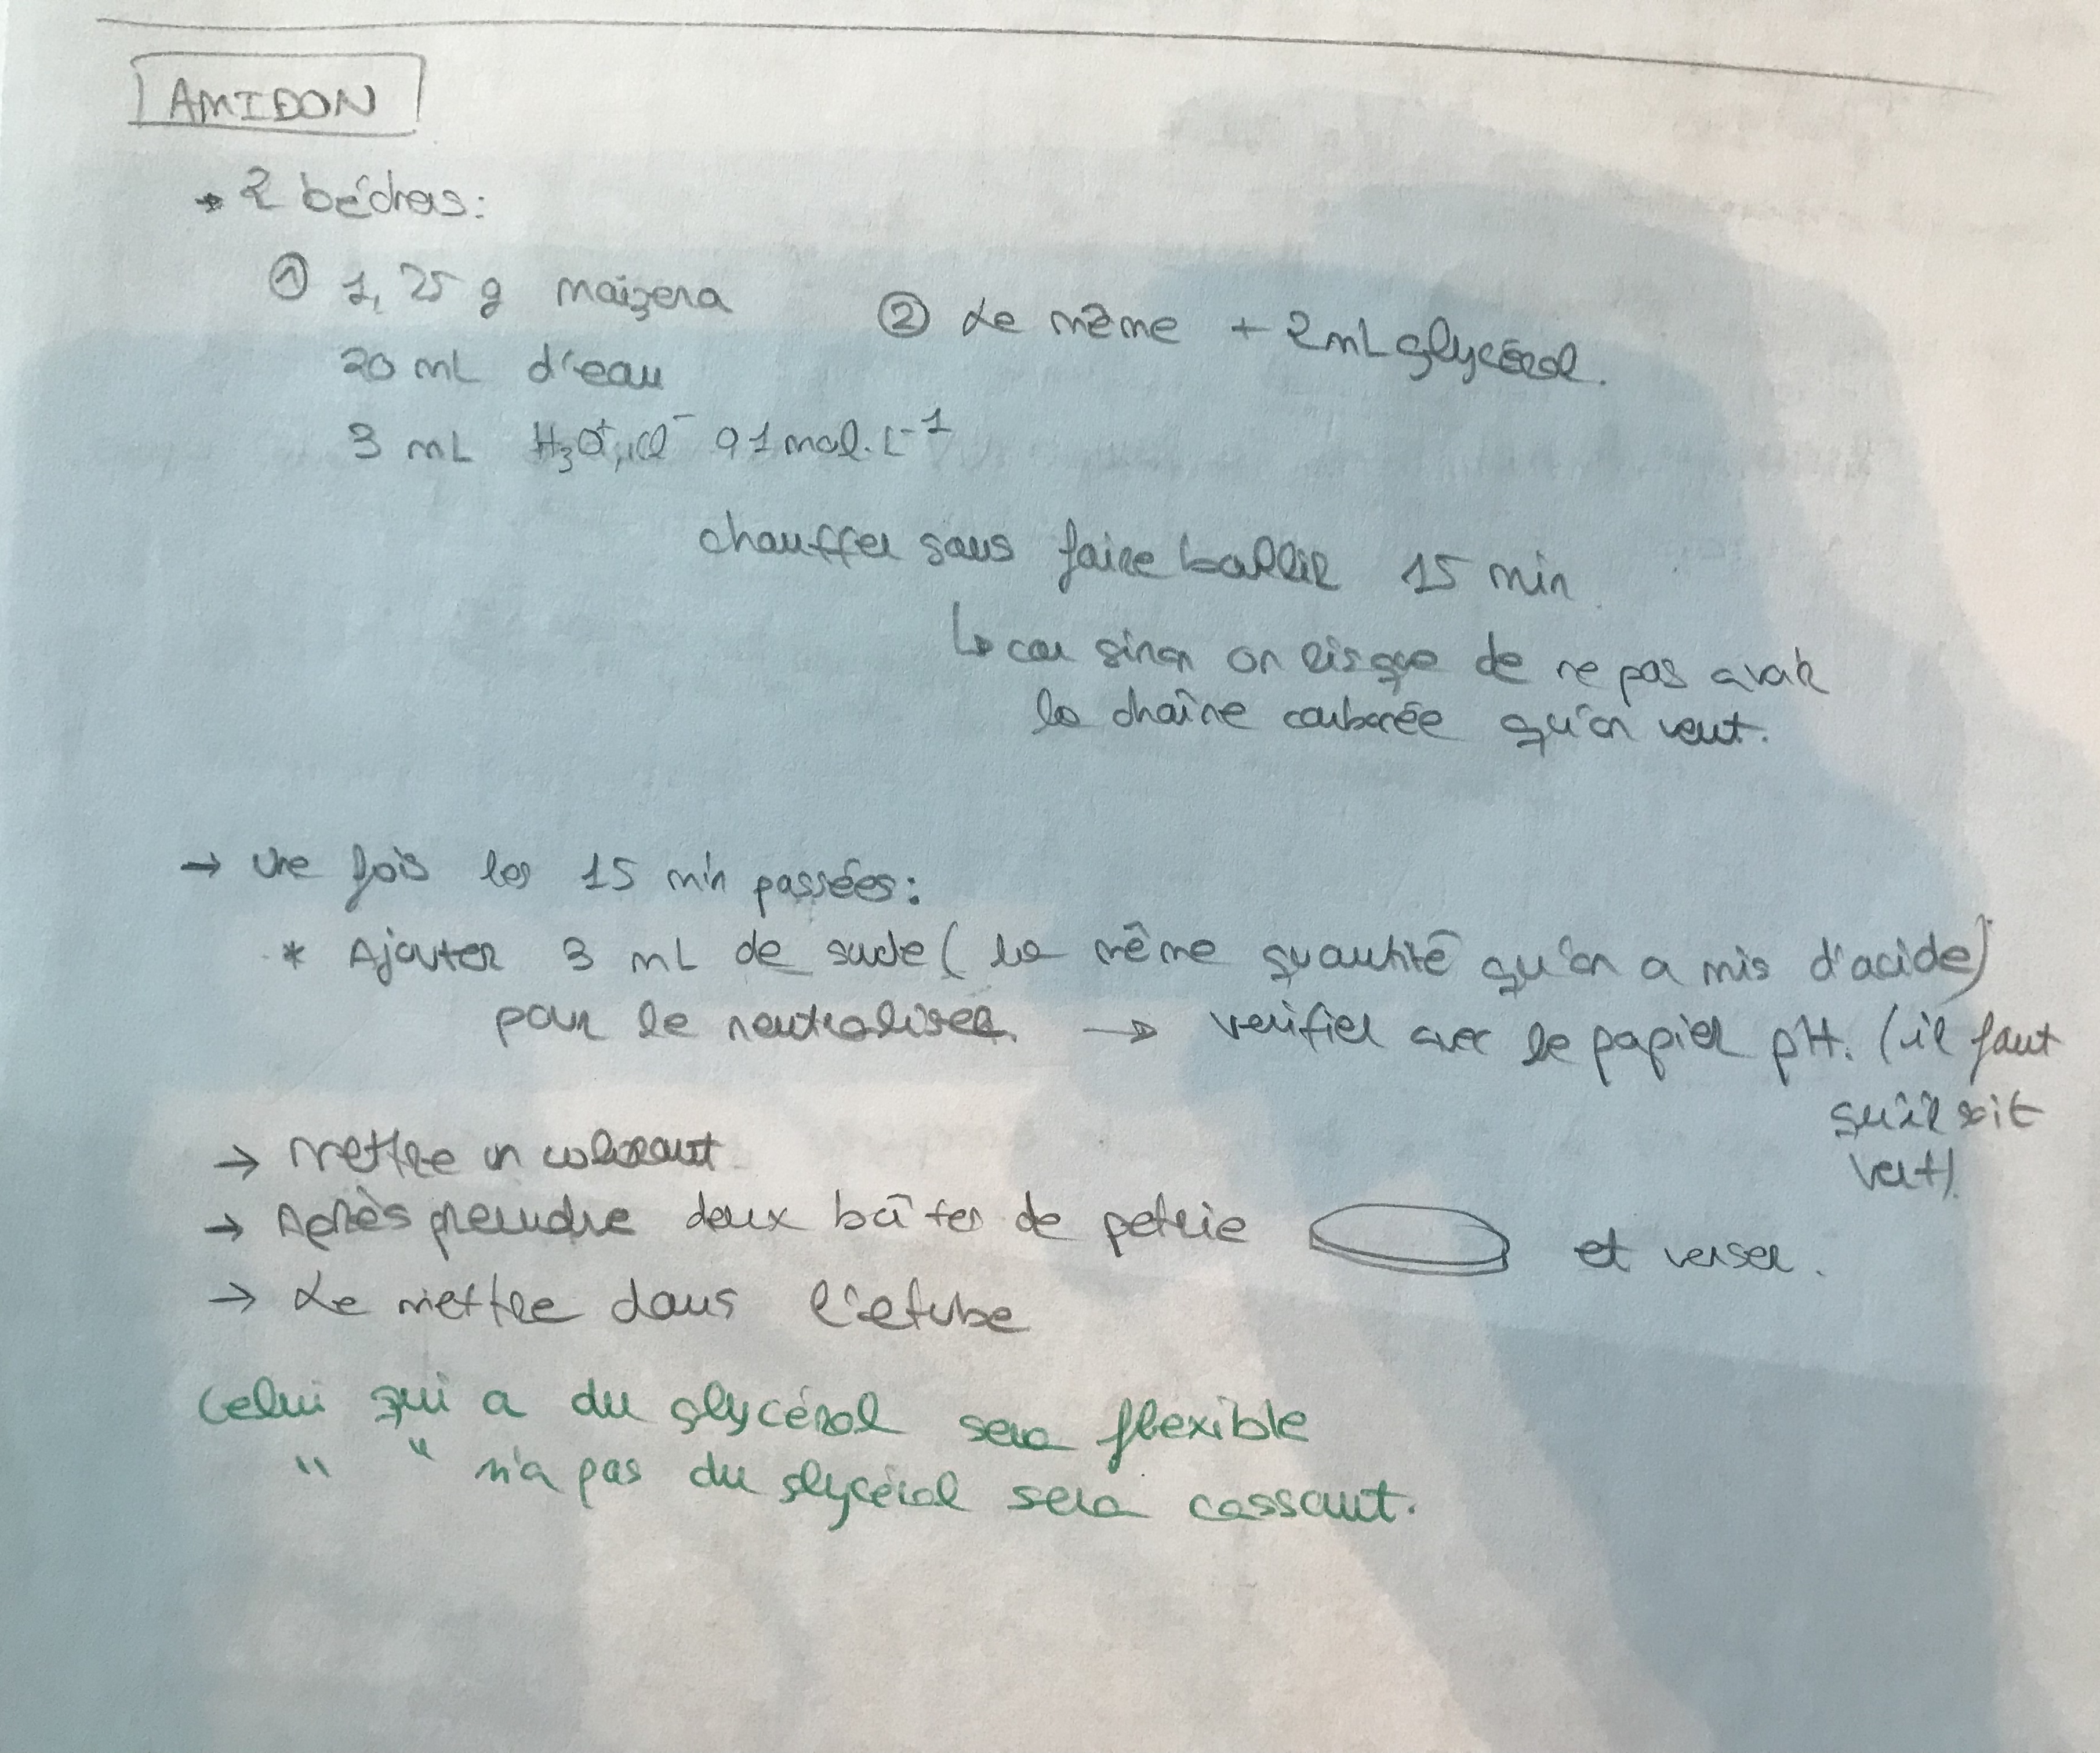 AMIDON
→ 2 béchers:
① 1,25 g maïzena
② Le même + 2mL glycérol.
20 mL d'eau
3 mL H₃O⁺,Cl⁻ 0,1 mol.L⁻¹
chauffer sans faire bouillir 15 min.
↳ car sinon on risque de ne pas avoir
la chaîne carbonée qu'on veut.
→ Une fois les 15 min passées:
* Ajouter 3 mL de soude (la même quantité qu'on a mis d'acide)
pour le neutraliser. → vérifier avec le papier pH. (il faut
qu'il soit
vert).
→ Mettre un colorant
→ Après prendre deux boîtes de petrie et verser.
→ Le mettre dans l'etube
Celui qui a du glycérol sera flexible
" " n'a pas du glycérol sera cassant.